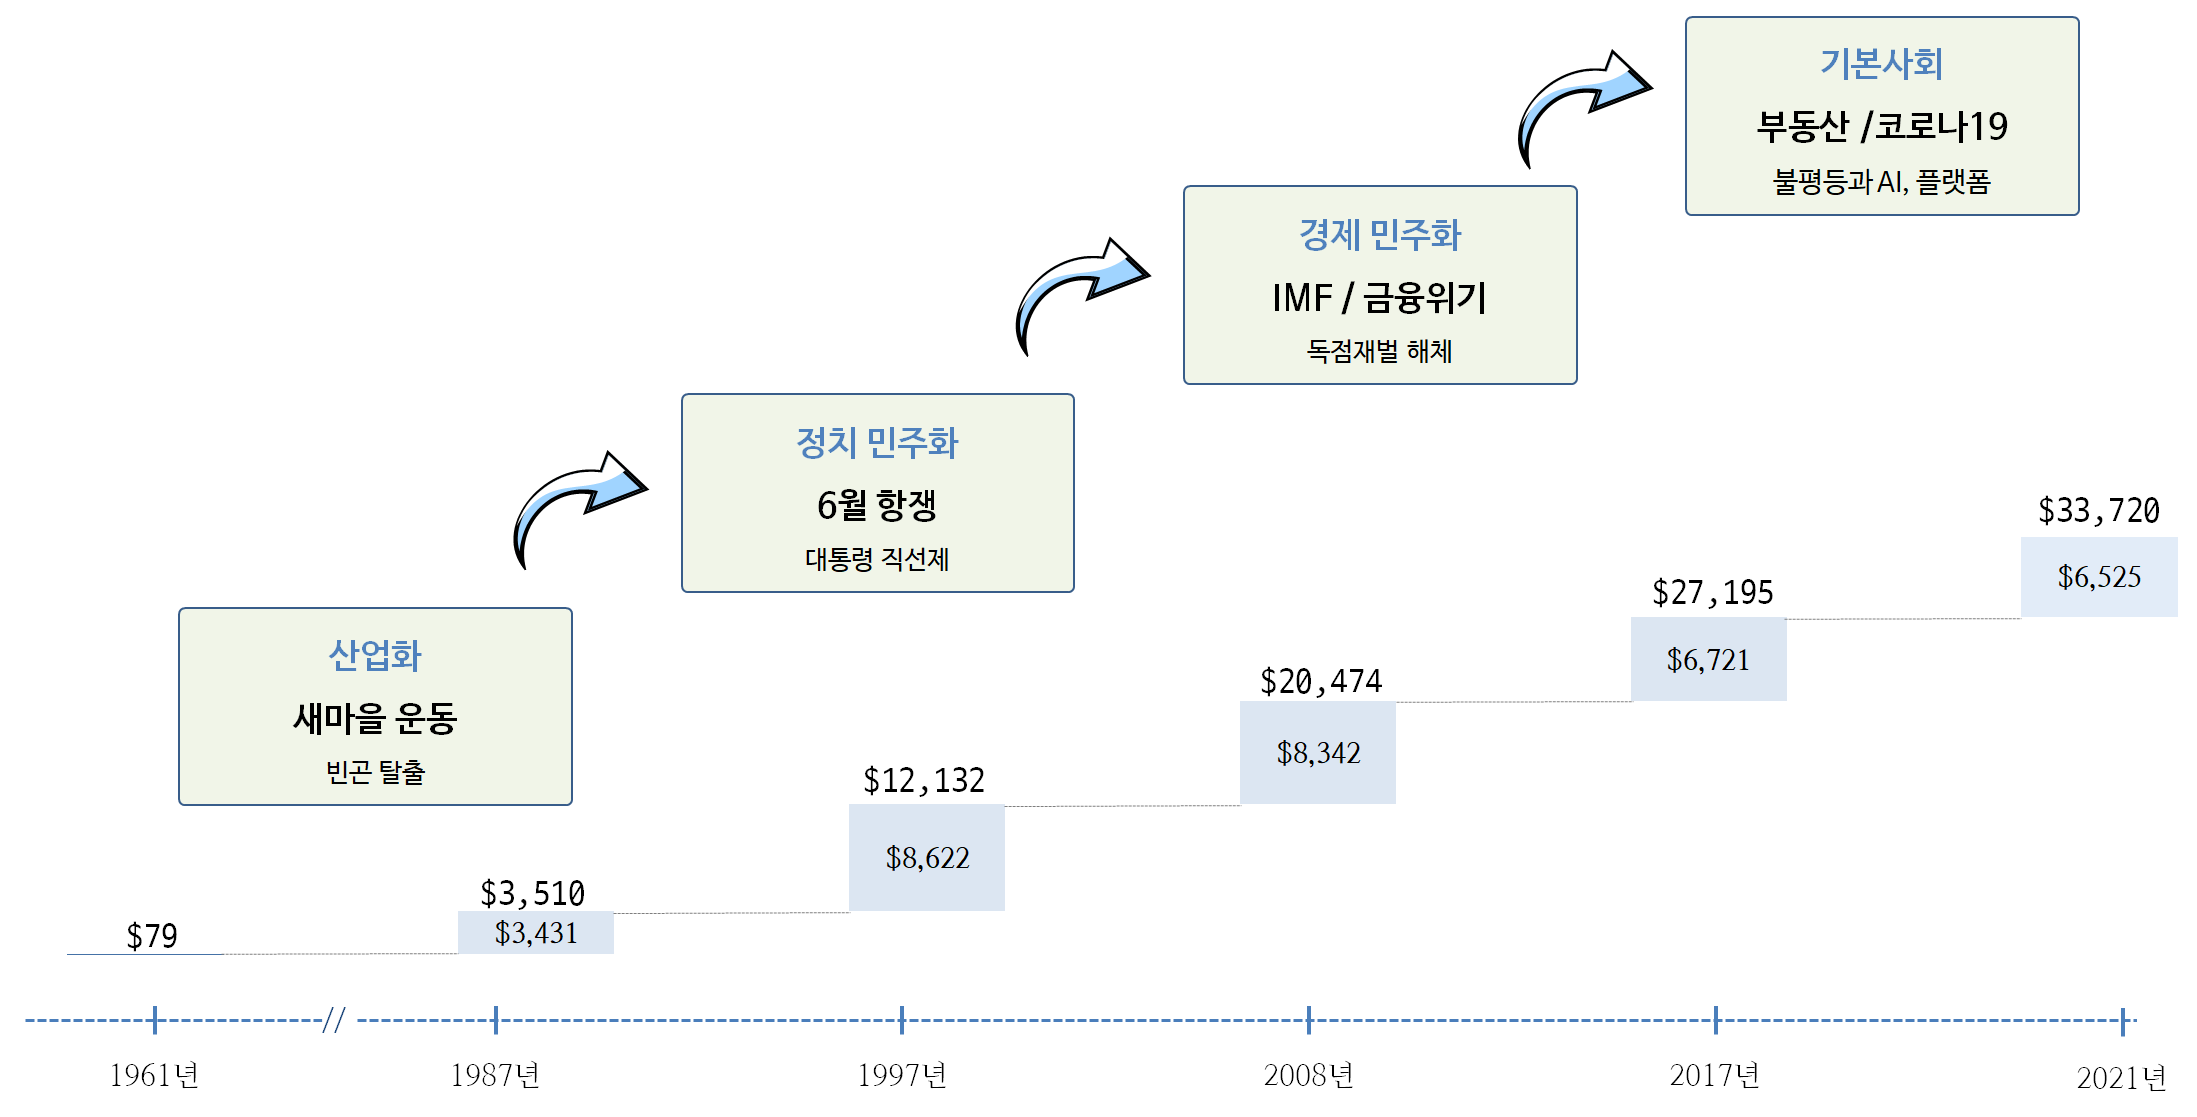 기본사회
부동산 /코로나19
불평등과 AI, 플랫폼
경제 민주화
IMF / 금융위기
독점재벌 해체
정치 민주화
6월 항쟁
대통령 직선제
산업화
새마을 운동
빈곤 탈출
$79
$3,510
$3,431
$12,132
$8,622
$20,474
$8,342
$27,195
$6,721
$33,720
$6,525
//
1961년
1987년
1997년
2008년
2017년
2021년